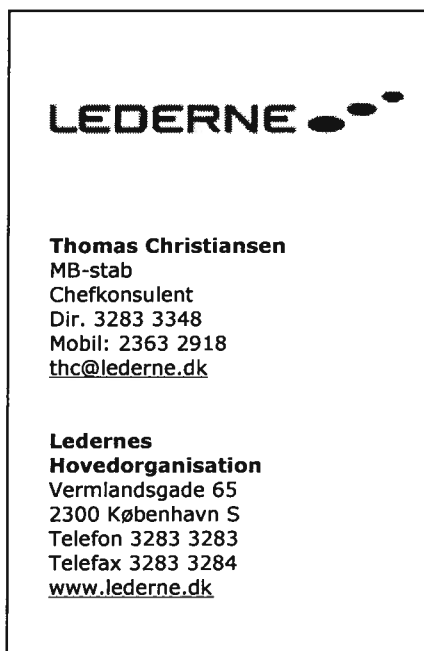 LEDERNE
Thomas Christiansen
MB-stab
Chefkonsulent
Dir. 3283 3348
Mobil: 2363 2918
thc@lederne.dk
Ledernes
Hovedorganisation
Vermlandsgade 65
2300 København S
Telefon 3283 3283
Telefax 3283 3284
www.lederne.dk